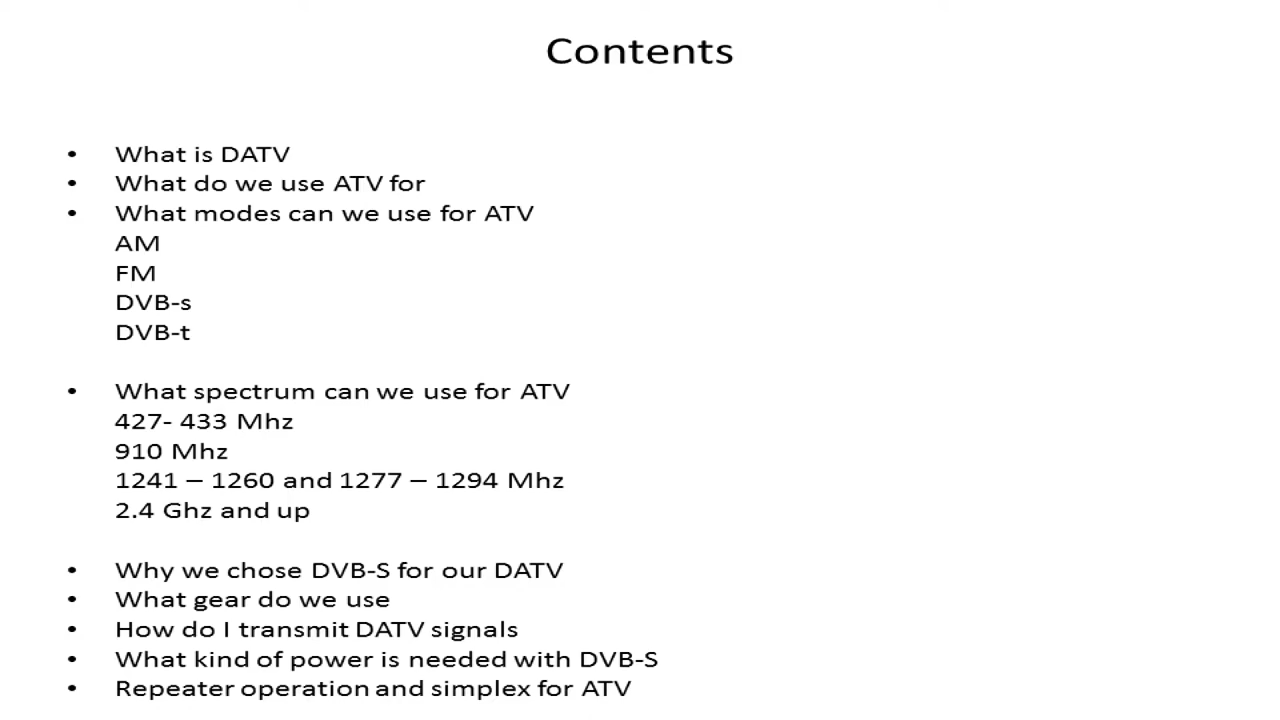 Contents
• What is DATV
• What do we use ATV for
• What modes can we use for ATV
AM
FM
DVB-s
DVB-t
• What spectrum can we use for ATV
427- 433 Mhz
910 Mhz
1241 – 1260 and 1277 – 1294 Mhz
2.4 Ghz and up
• Why we chose DVB-S for our DATV
• What gear do we use
• How do I transmit DATV signals
• What kind of power is needed with DVB-S
• Repeater operation and simplex for ATV